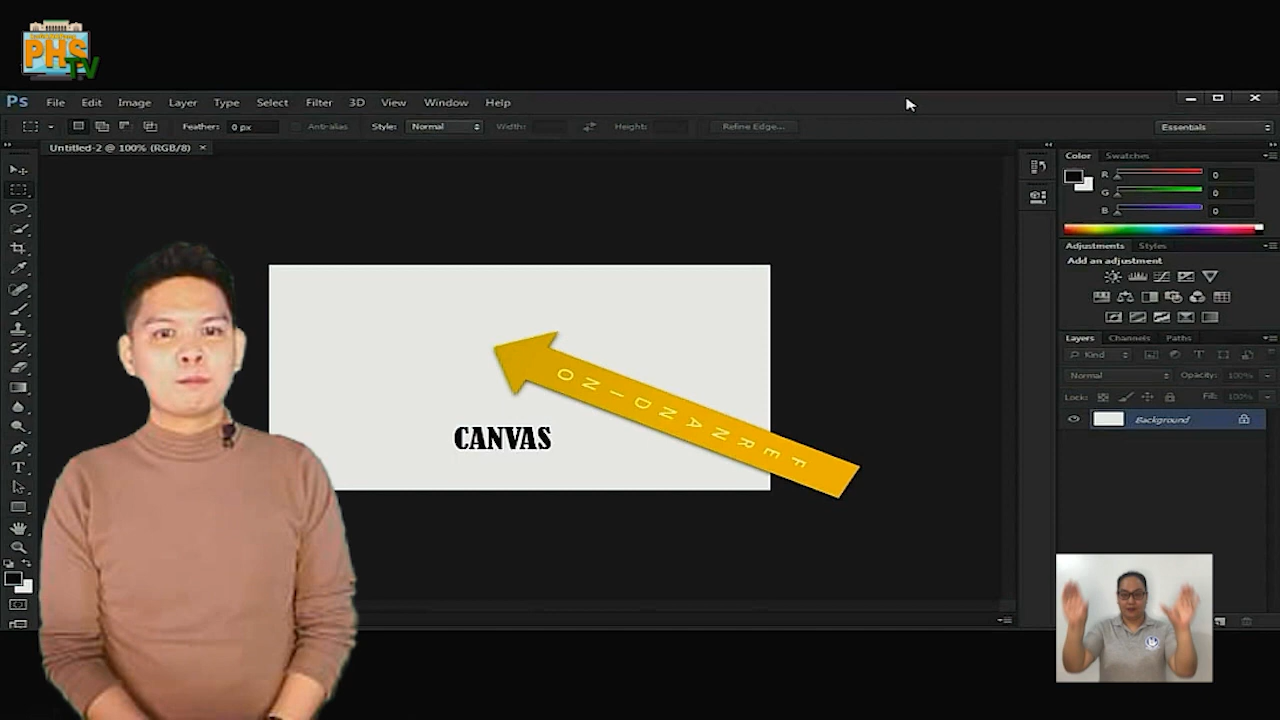 PHS
TV
Ps File Edit Image Layer Type Select Filter 3D View Window Help
Feather: 0 px Anti-alias Style: Normal Width: Height: Refine Edge... Essentials
Untitled-2 @ 100% (RGB/8) ×
Color Swatches
R 0
G 0
B 0
Adjustments Styles
Add an adjustment
Layers Channels Paths
Kind
Normal Opacity: 100%
Lock: Fill: 100%
Background
FERNANDINO
CANVAS